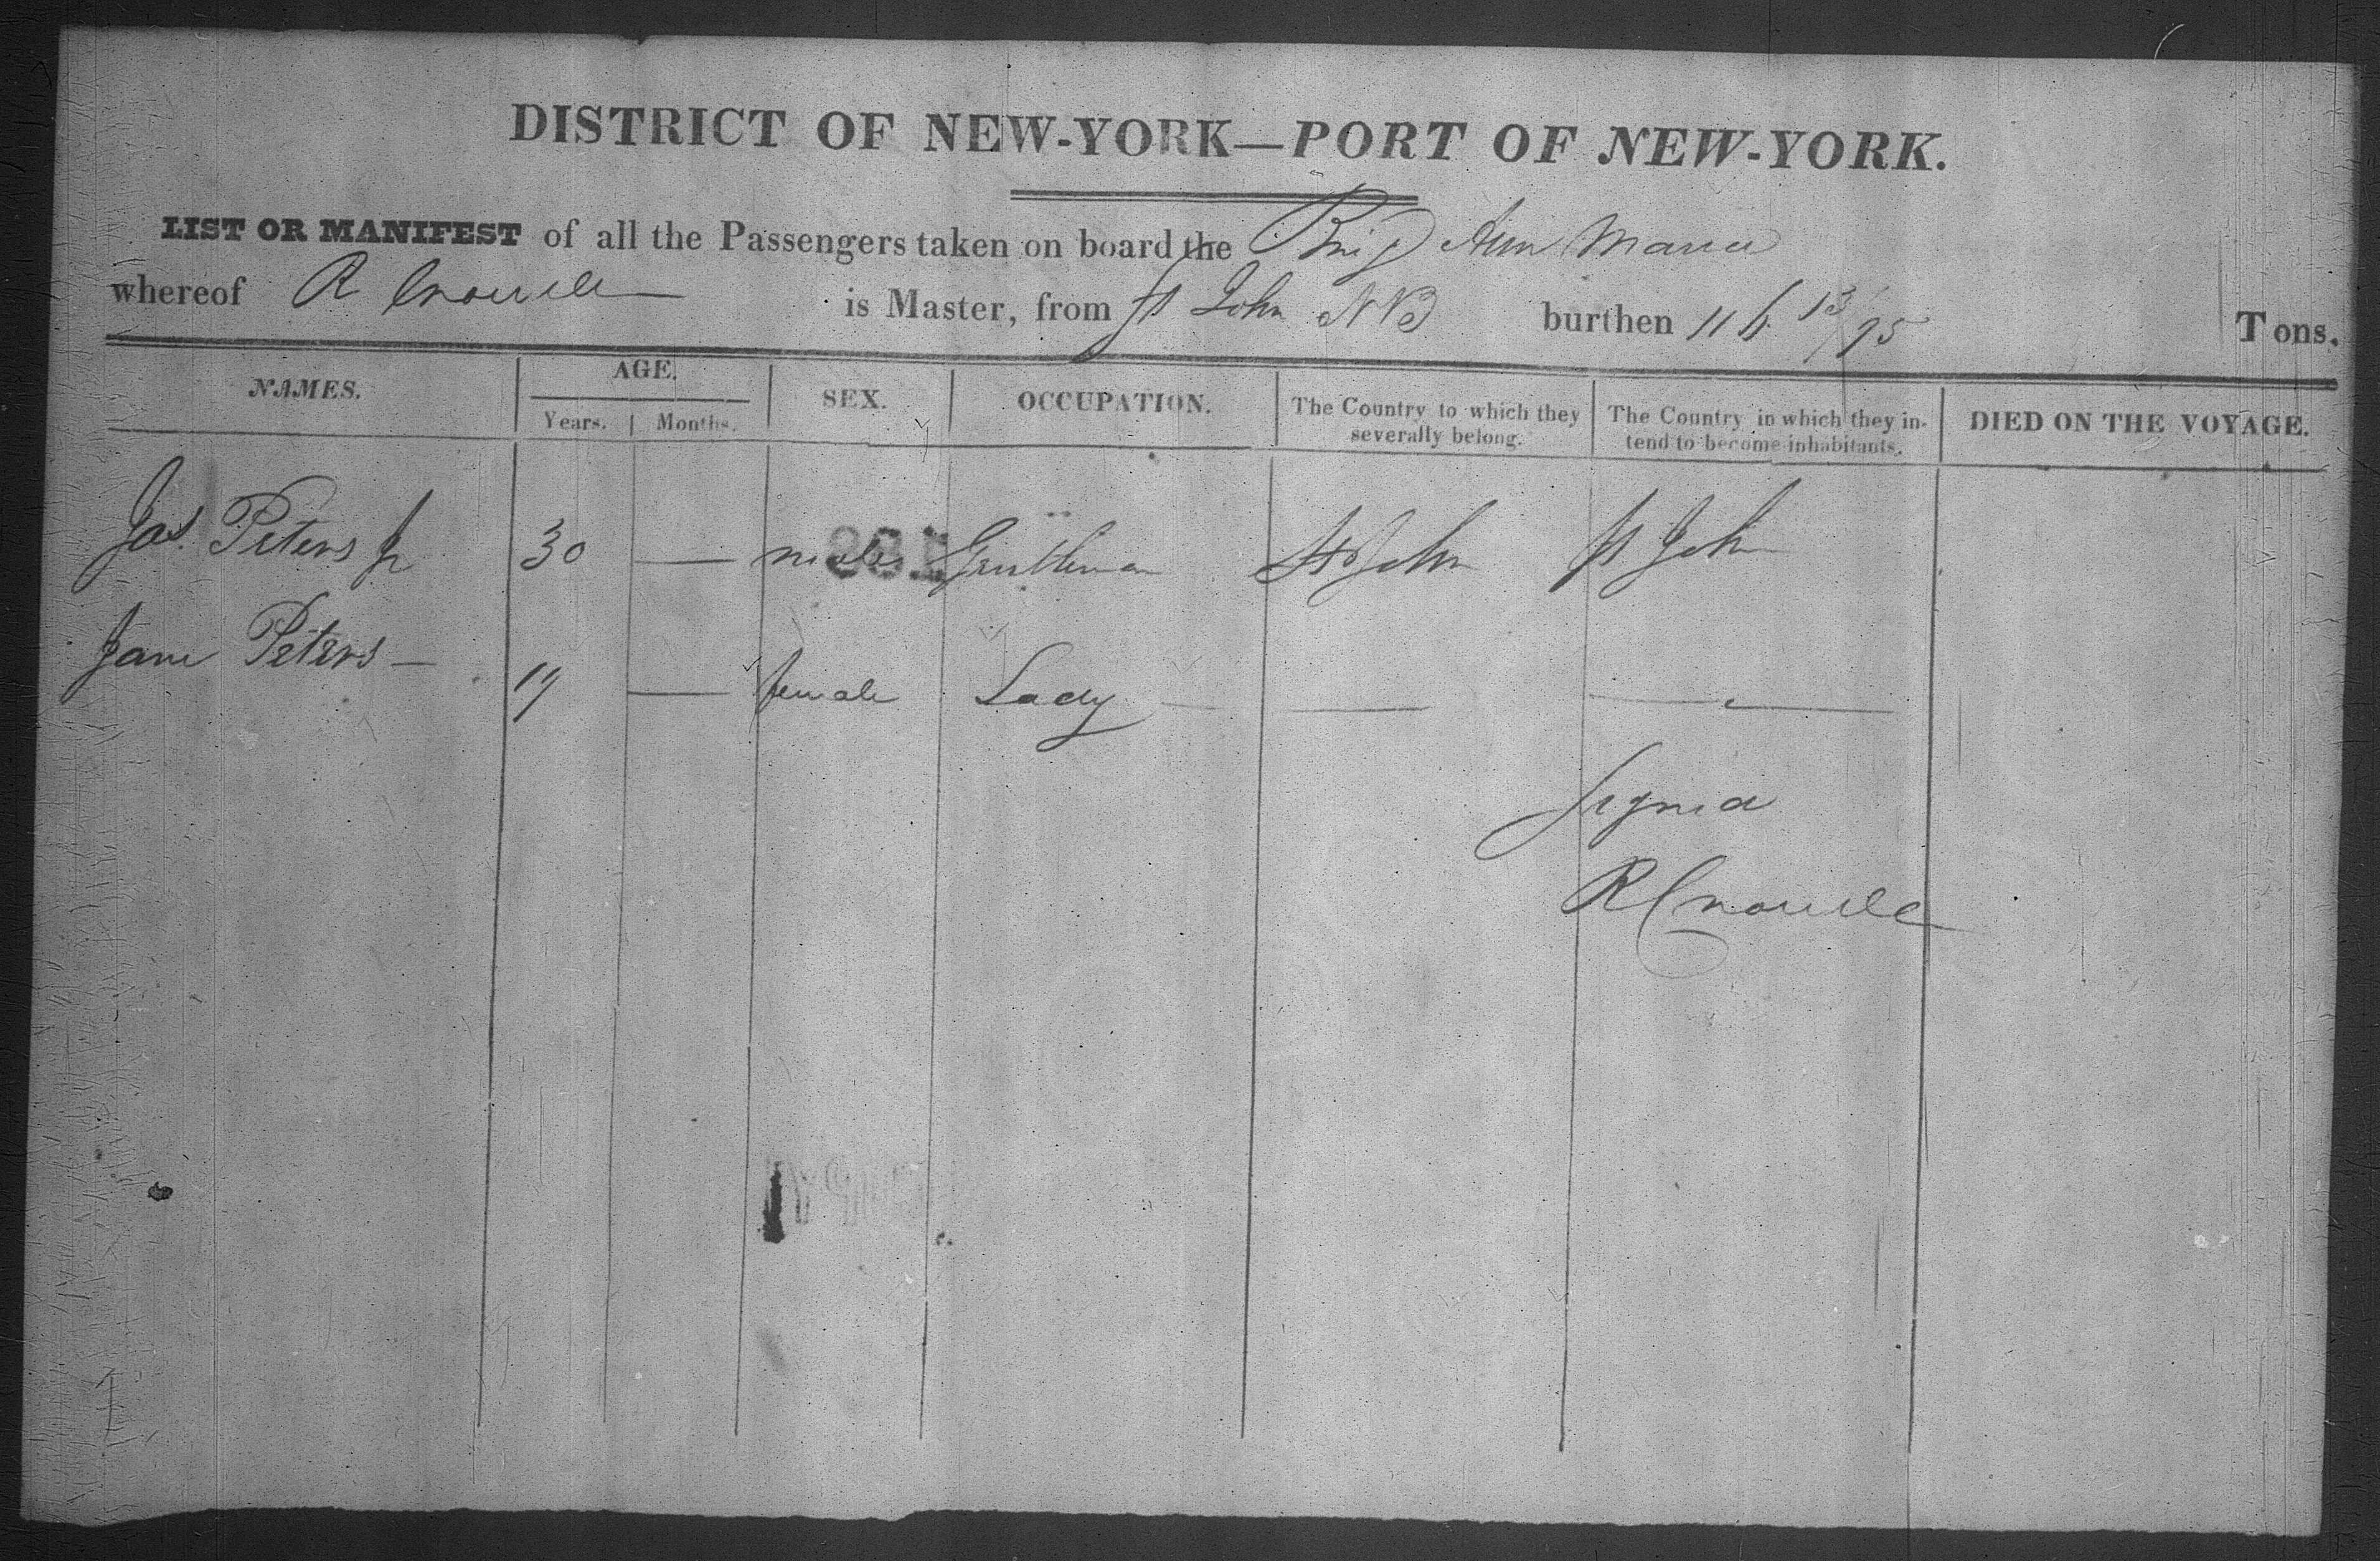 DISTRICT OF NEW-YORK—PORT OF NEW-YORK.
LIST OR MANIFEST of all the Passengers taken on board the Brig Ann Maria
whereof R Crowell is Master, from St John NB burthen 116 13/95 Tons.
NAMES. AGE. SEX. OCCUPATION. The Country to which they severally belong. The Country in which they intend to become inhabitants. DIED ON THE VOYAGE.
Years. Months.
Jas. Peters Jr 30 — male Gentleman St John St John
Jane Peters — — female Lady — — —
Signed
R Crowell